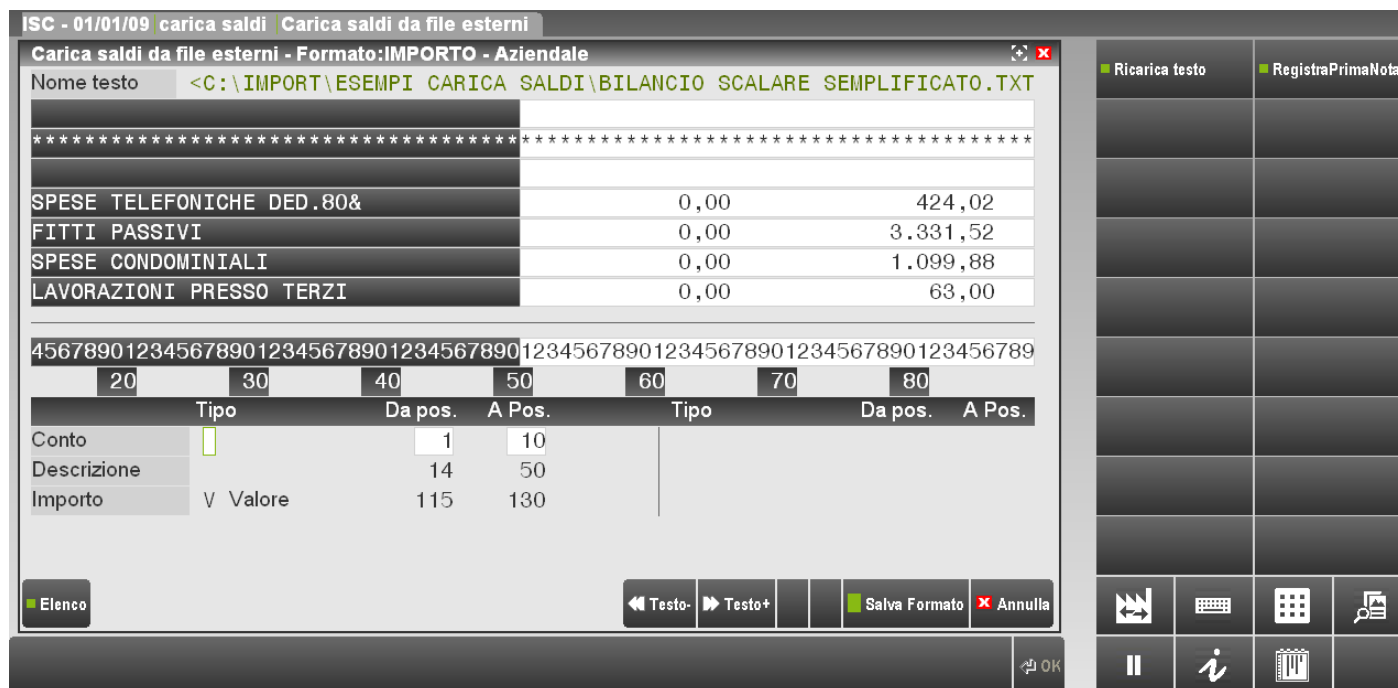 ISC - 01/01/09 carica saldi Carica saldi da file esterni
Carica saldi da file esterni - Formato:IMPORTO - Aziendale
Nome testo <C:\IMPORT\ESEMPI CARICA SALDI\BILANCIO SCALARE SEMPLIFICATO.TXT
****************************************************************************
SPESE TELEFONICHE DED.80& 0,00 424,02
FITTI PASSIVI 0,00 3.331,52
SPESE CONDOMINIALI 0,00 1.099,88
LAVORAZIONI PRESSO TERZI 0,00 63,00
4567890123456789012345678901234567890123456789012345678901234567890123456789
20 30 40 50 60 70 80
Tipo Da pos. A Pos. Tipo Da pos. A Pos.
Conto 1 10
Descrizione 14 50
Importo V Valore 115 130
Elenco Testo- Testo+ Salva Formato Annulla
OK
Ricarica testo RegistraPrimaNota